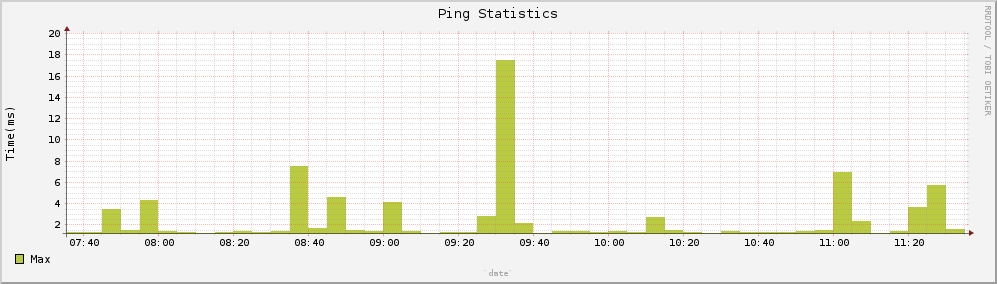 Ping Statistics
RRDTOOL / TOBI OETIKER
Time(ms)
20
18
16
14
12
10
8
6
4
2
07:40 08:00 08:20 08:40 09:00 09:20 09:40 10:00 10:20 10:40 11:00 11:20
Max
`date`